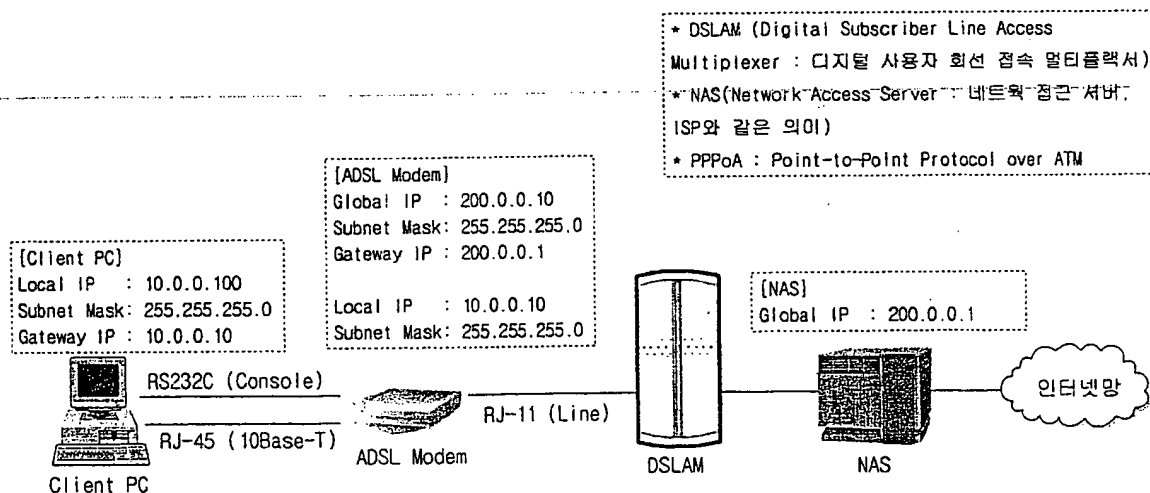 * DSLAM (Digital Subscriber Line Access
Multiplexer : 디지털 사용자 회선 접속 멀티플랙서)
* NAS(Network Access Server : 네트웍 접근 서버,
ISP와 같은 의미)
* PPPoA : Point-to-Point Protocol over ATM
[ADSL Modem]
Global IP : 200.0.0.10
Subnet Mask: 255.255.255.0
Gateway IP : 200.0.0.1
Local IP : 10.0.0.10
Subnet Mask: 255.255.255.0
[Client PC]
Local IP : 10.0.0.100
Subnet Mask: 255.255.255.0
Gateway IP : 10.0.0.10
[NAS]
Global IP : 200.0.0.1
RS232C (Console)
RJ-45 (10Base-T)
RJ-11 (Line)
인터넷망
Client PC
ADSL Modem
DSLAM
NAS